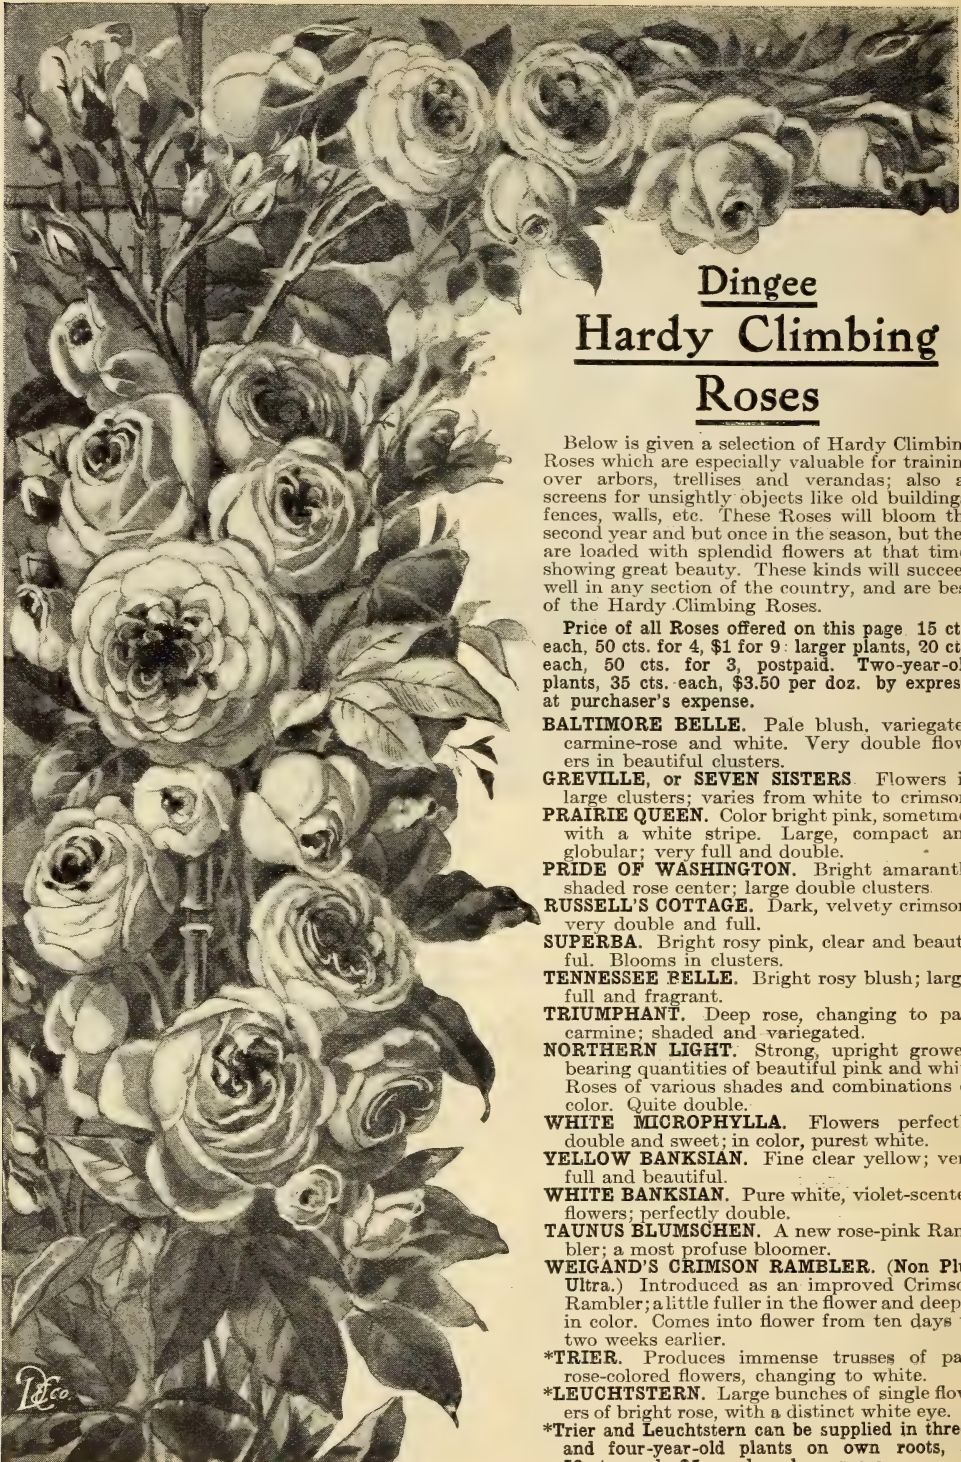 Dingee
Hardy Climbing
Roses
Below is given a selection of Hardy Climbin
Roses which are especially valuable for trainin
over arbors, trellises and verandas; also a
screens for unsightly objects like old building
fences, walls, etc. These Roses will bloom th
second year and but once in the season, but the
are loaded with splendid flowers at that tim
showing great beauty. These kinds will succee
well in any section of the country, and are be
of the Hardy Climbing Roses.
Price of all Roses offered on this page 15 ct
each, 50 cts. for 4, $1 for 9: larger plants, 20 ct
each, 50 cts. for 3, postpaid. Two-year-ol
plants, 35 cts. each, $3.50 per doz. by expres
at purchaser's expense.
BALTIMORE BELLE. Pale blush, variegate
carmine-rose and white. Very double flow
ers in beautiful clusters.
GREVILLE, or SEVEN SISTERS. Flowers i
large clusters; varies from white to crimson
PRAIRIE QUEEN. Color bright pink, sometime
with a white stripe. Large, compact an
globular; very full and double.
PRIDE OF WASHINGTON. Bright amaranth
shaded rose center; large double clusters.
RUSSELL'S COTTAGE. Dark, velvety crimson
very double and full.
SUPERBA. Bright rosy pink, clear and beaut
ful. Blooms in clusters.
TENNESSEE BELLE. Bright rosy blush; larg
full and fragrant.
TRIUMPHANT. Deep rose, changing to pa
carmine; shaded and variegated.
NORTHERN LIGHT. Strong, upright growe
bearing quantities of beautiful pink and whi
Roses of various shades and combinations
color. Quite double.
WHITE MICROPHYLLA. Flowers perfectl
double and sweet; in color, purest white.
YELLOW BANKSIAN. Fine clear yellow; ver
full and beautiful.
WHITE BANKSIAN. Pure white, violet-scente
flowers; perfectly double.
TAUNUS BLUMSCHEN. A new rose-pink Ram
bler; a most profuse bloomer.
WEIGAND'S CRIMSON RAMBLER. (Non Plu
Ultra.) Introduced as an improved Crimso
Rambler; a little fuller in the flower and deep
in color. Comes into flower from ten days
two weeks earlier.
*TRIER. Produces immense trusses of pa
rose-colored flowers, changing to white.
*LEUCHTSTERN. Large bunches of single flow
ers of bright rose, with a distinct white eye.
*Trier and Leuchtstern can be supplied in thre
and four-year-old plants on own roots,